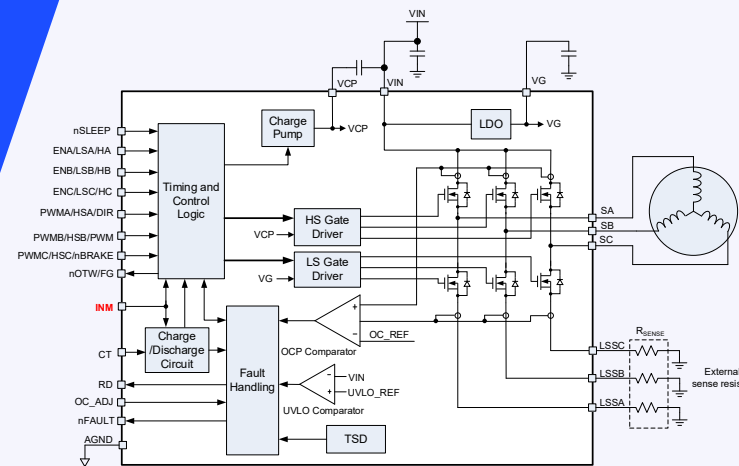 VIN
VCP
VIN
VG
nSLEEP
ENA/LSA/HA
ENB/LSB/HB
ENC/LSC/HC
PWMA/HSA/DIR
PWMB/HSB/PWM
PWMC/HSC/nBRAKE
nOTW/FG
INM
CT
RD
OC_ADJ
nFAULT
AGND
Timing and
Control
Logic
Charge
Pump
VCP
LDO
VG
HS Gate
Driver
VCP
LS Gate
Driver
VG
Charge
/Discharge
Circuit
Fault
Handling
+
−
OC_REF
OCP Comparator
−
VIN
+
UVLO_REF
UVLO Comparator
TSD
SA
SB
SC
RSENSE
LSSC
LSSB
LSSA
External
sense resis